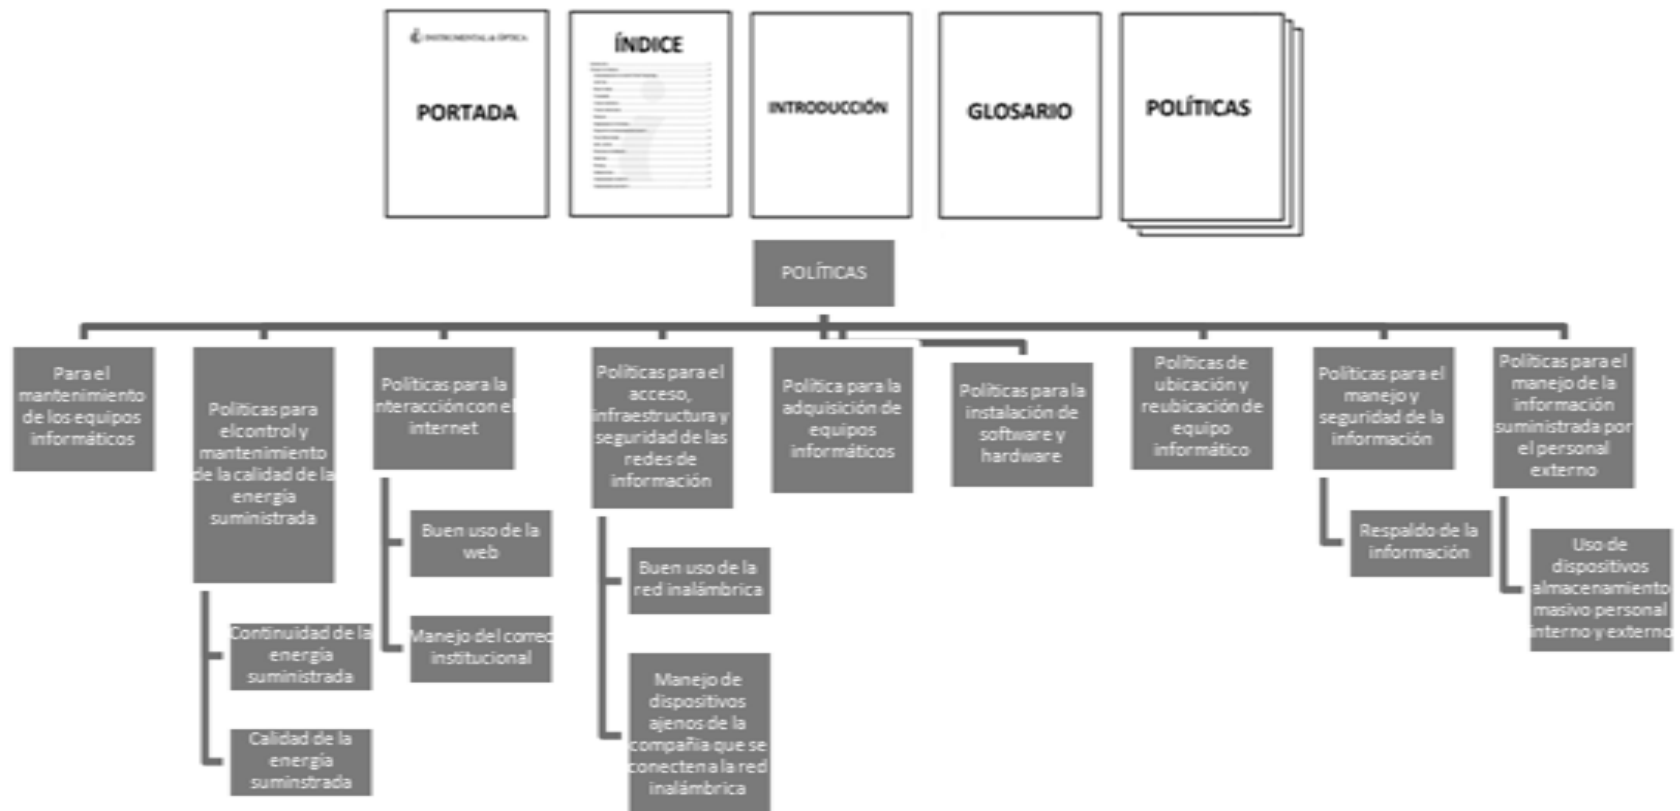 INSTRUMENTAL & ÓPTICA
PORTADA
ÍNDICE
INTRODUCCIÓN
GLOSARIO
POLÍTICAS
POLÍTICAS
Para el
mantenimiento
de los equipos
informáticos
Políticas para
elcontrol y
mantenimiento
de la calidad de la
energía
suministrada
Continuidad de la
energía
suministrada
Calidad de la
energía
suminstrada
Políticas para la
interacción con el
internet
Buen uso de la
web
Manejo del correo
institucional
Políticas para el
acceso,
infraestructura y
seguridad de las
redes de
información
Buen uso de la
red inalámbrica
Manejo de
dispositivos
ajenos de la
compañía que se
conecten a la red
inalámbrica
Política para la
adquisición de
equipos
informáticos
Políticas para la
instalación de
software y
hardware
Políticas de
ubicación y
reubicación de
equipo
informático
Políticas para el
manejo y
seguridad de la
información
Respaldo de la
información
Políticas para el
manejo de la
información
suministrada por
el personal
externo
Uso de
dispositivos
almacenamiento
masivo personal
interno y externo